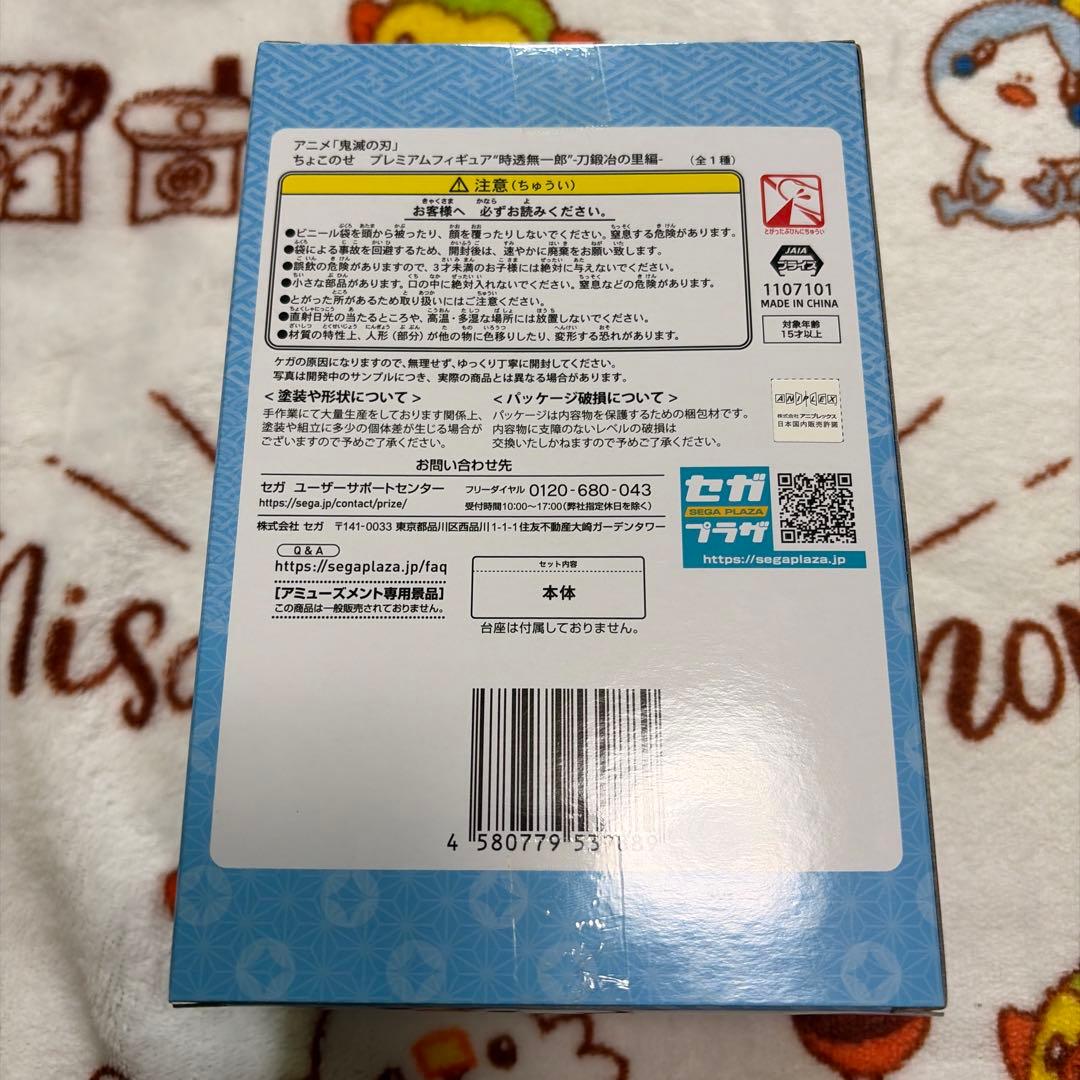 アニメ「鬼滅の刃」
ちょこのせ プレミアムフィギュア“時透無一郎”-刀鍛冶の里編- （全１種）
⚠ 注意（ちゅうい）
お客様へ 必ずお読みください。
●ビニール袋を頭から被ったり、顔を覆ったりしないでください。窒息する危険があります。
●袋による事故を回避するため、開封後は、速やかに廃棄をお願い致します。
●誤飲の危険がありますので、3才未満のお子様には絶対に与えないでください。
●小さな部品があります。口の中に絶対入れないでください。窒息などの危険があります。
●とがった所があるため取り扱いにはご注意ください。
●直射日光の当たるところや、高温・多湿な場所には放置しないでください。
●材質の特性上、人形（部分）が他の物に色移りしたり、変形する恐れがあります。
とがったぶひんにちゅうい
JAIA
プライズ
1107101
MADE IN CHINA
対象年齢
15才以上
ケガの原因になりますので、無理せず、ゆっくり丁寧に開封してください。
写真は開発中のサンプルにつき、実際の商品とは異なる場合があります。
＜塗装や形状について＞
手作業にて大量生産をしております関係上、
塗装や組立に多少の個体差が生じる場合が
ございますので予めご了承ください。
＜パッケージ破損について＞
パッケージは内容物を保護するための梱包材です。
内容物に支障のないレベルの破損は
交換いたしかねますので予めご了承ください。
ANIPLEX
株式会社 アニプレックス
日本国内販売許諾
お問い合わせ先
セガ ユーザーサポートセンター
https://sega.jp/contact/prize/
フリーダイヤル 0120-680-043
受付時間10:00～17:00（弊社指定休日を除く）
株式会社 セガ 〒141-0033 東京都品川区西品川1-1-1住友不動産大崎ガーデンタワー
セガ
SEGA PLAZA
プラザ
https://segaplaza.jp
Q&A
https://segaplaza.jp/faq
［アミューズメント専用景品］
この商品は一般販売されておりません。
セット内容
本体
台座は付属しておりません。
4 580779